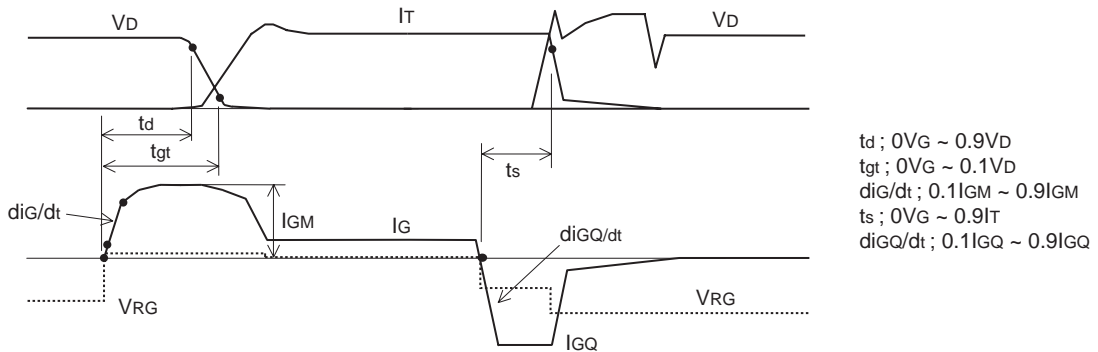 VD
IT
td
tgt
ts
diG/dt
IGM
IG
diGQ/dt
VRG
VRG
IGQ
td ; 0VG ~ 0.9VD
tgt ; 0VG ~ 0.1VD
diG/dt ; 0.1IGM ~ 0.9IGM
ts ; 0VG ~ 0.9IT
diGQ/dt ; 0.1IGQ ~ 0.9IGQ